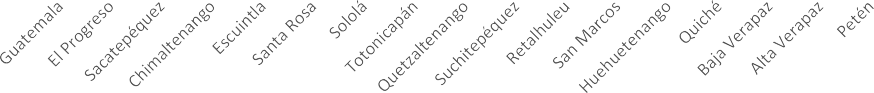 Guatemala
El Progreso
Sacatepéquez
Chimaltenango
Escuintla
Santa Rosa
Sololá
Totonicapán
Quetzaltenango
Suchitepéquez
Retalhuleu
San Marcos
Huehuetenango
Quiché
Baja Verapaz
Alta Verapaz
Petén